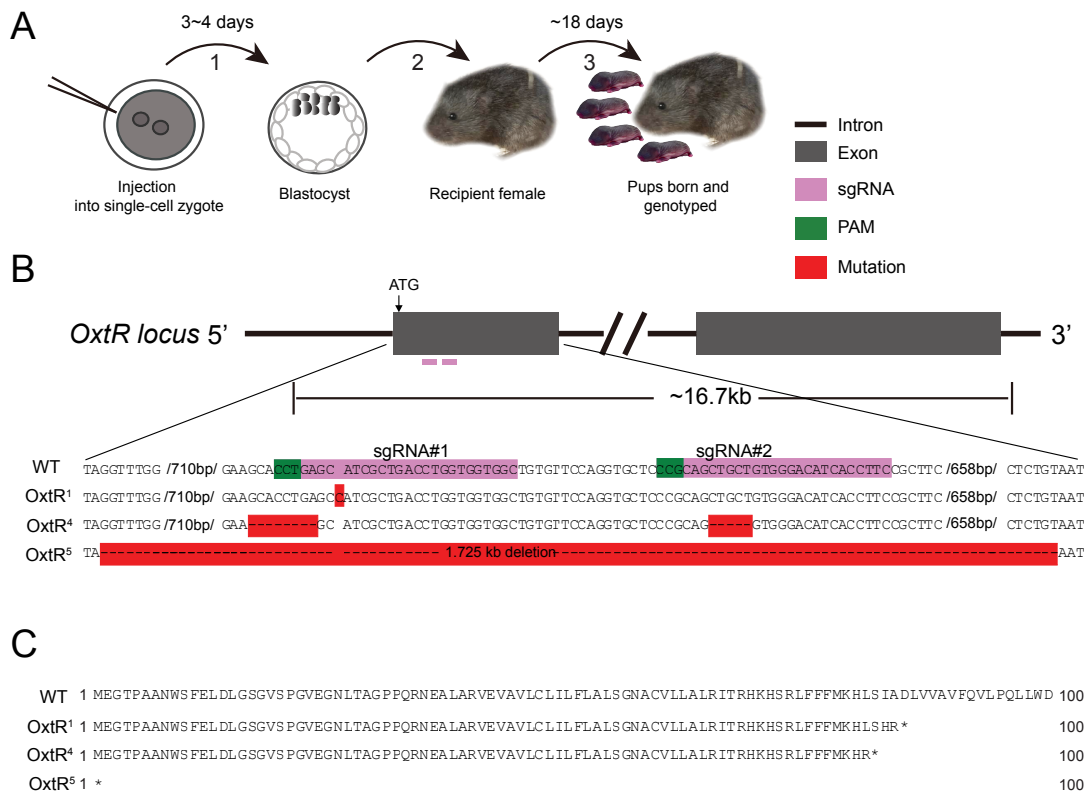 A
3~4 days
~18 days
1
2
3
Injection
into single-cell zygote
Blastocyst
Recipient female
Pups born and
genotyped
Intron
Exon
sgRNA
PAM
Mutation
B
ATG
OxtR locus 5’
3’
~16.7kb
sgRNA#1
sgRNA#2
WT TAGGTTTGG /710bp/ GAAGCACCTGAGC ATCGCTGACCTGGTGGTGGCTGTGTTCCAGGTGCTCCCGCAGCTGCTGTGGGACATCACCTTCCGCTTC /658bp/ CTCTGTAAT
OxtR¹ TAGGTTTGG /710bp/ GAAGCACCTGAGCCATCGCTGACCTGGTGGTGGCTGTGTTCCAGGTGCTCCCGCAGCTGCTGTGGGACATCACCTTCCGCTTC /658bp/ CTCTGTAAT
OxtR⁴ TAGGTTTGG /710bp/ GAA--------GC ATCGCTGACCTGGTGGTGGCTGTGTTCCAGGTGCTCCCGCAG-----GTGGGACATCACCTTCCGCTTC /658bp/ CTCTGTAAT
OxtR⁵ TA--- 1.725 kb deletion ---AAT
C
WT 1 MEGTPAANWSFELDLGSGVSPGVEGNLTAGPPQRNEALARVEVAVLCLILFLALSGNACVLLALRITRHKHSRLFFFMKHLSIADLVVAVFQVLPQLLWD 100
OxtR¹ 1 MEGTPAANWSFELDLGSGVSPGVEGNLTAGPPQRNEALARVEVAVLCLILFLALSGNACVLLALRITRHKHSRLFFFMKHLSHR* 100
OxtR⁴ 1 MEGTPAANWSFELDLGSGVSPGVEGNLTAGPPQRNEALARVEVAVLCLILFLALSGNACVLLALRITRHKHSRLFFFMKHR* 100
OxtR⁵ 1 * 100